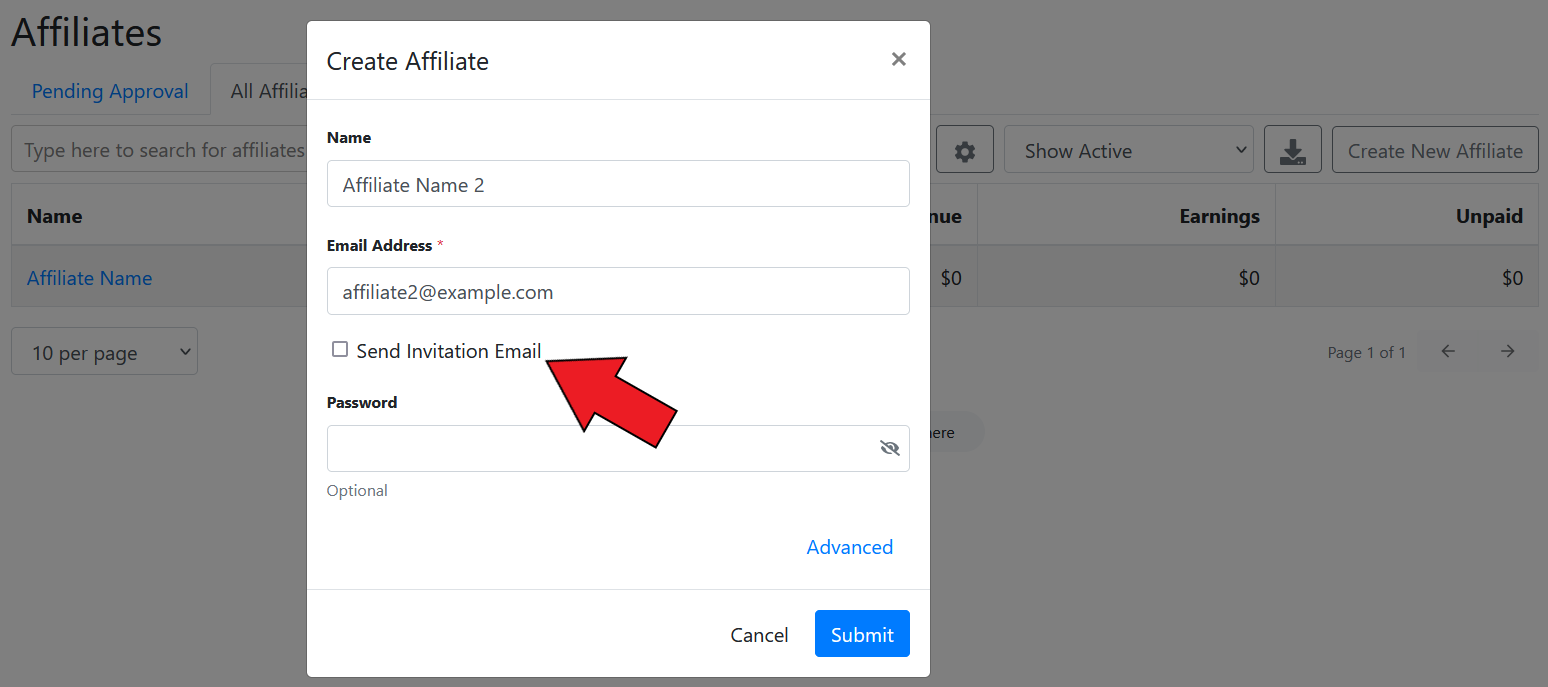 Affiliates
Pending Approval
All Affilia
Type here to search for affiliates
Show Active
Create New Affiliate
Name
nue
Earnings
Unpaid
Affiliate Name
$0
$0
$0
10 per page
Page 1 of 1
here
Create Affiliate
×
Name
Affiliate Name 2
Email Address *
affiliate2@example.com
Send Invitation Email
Password
Optional
Advanced
Cancel
Submit